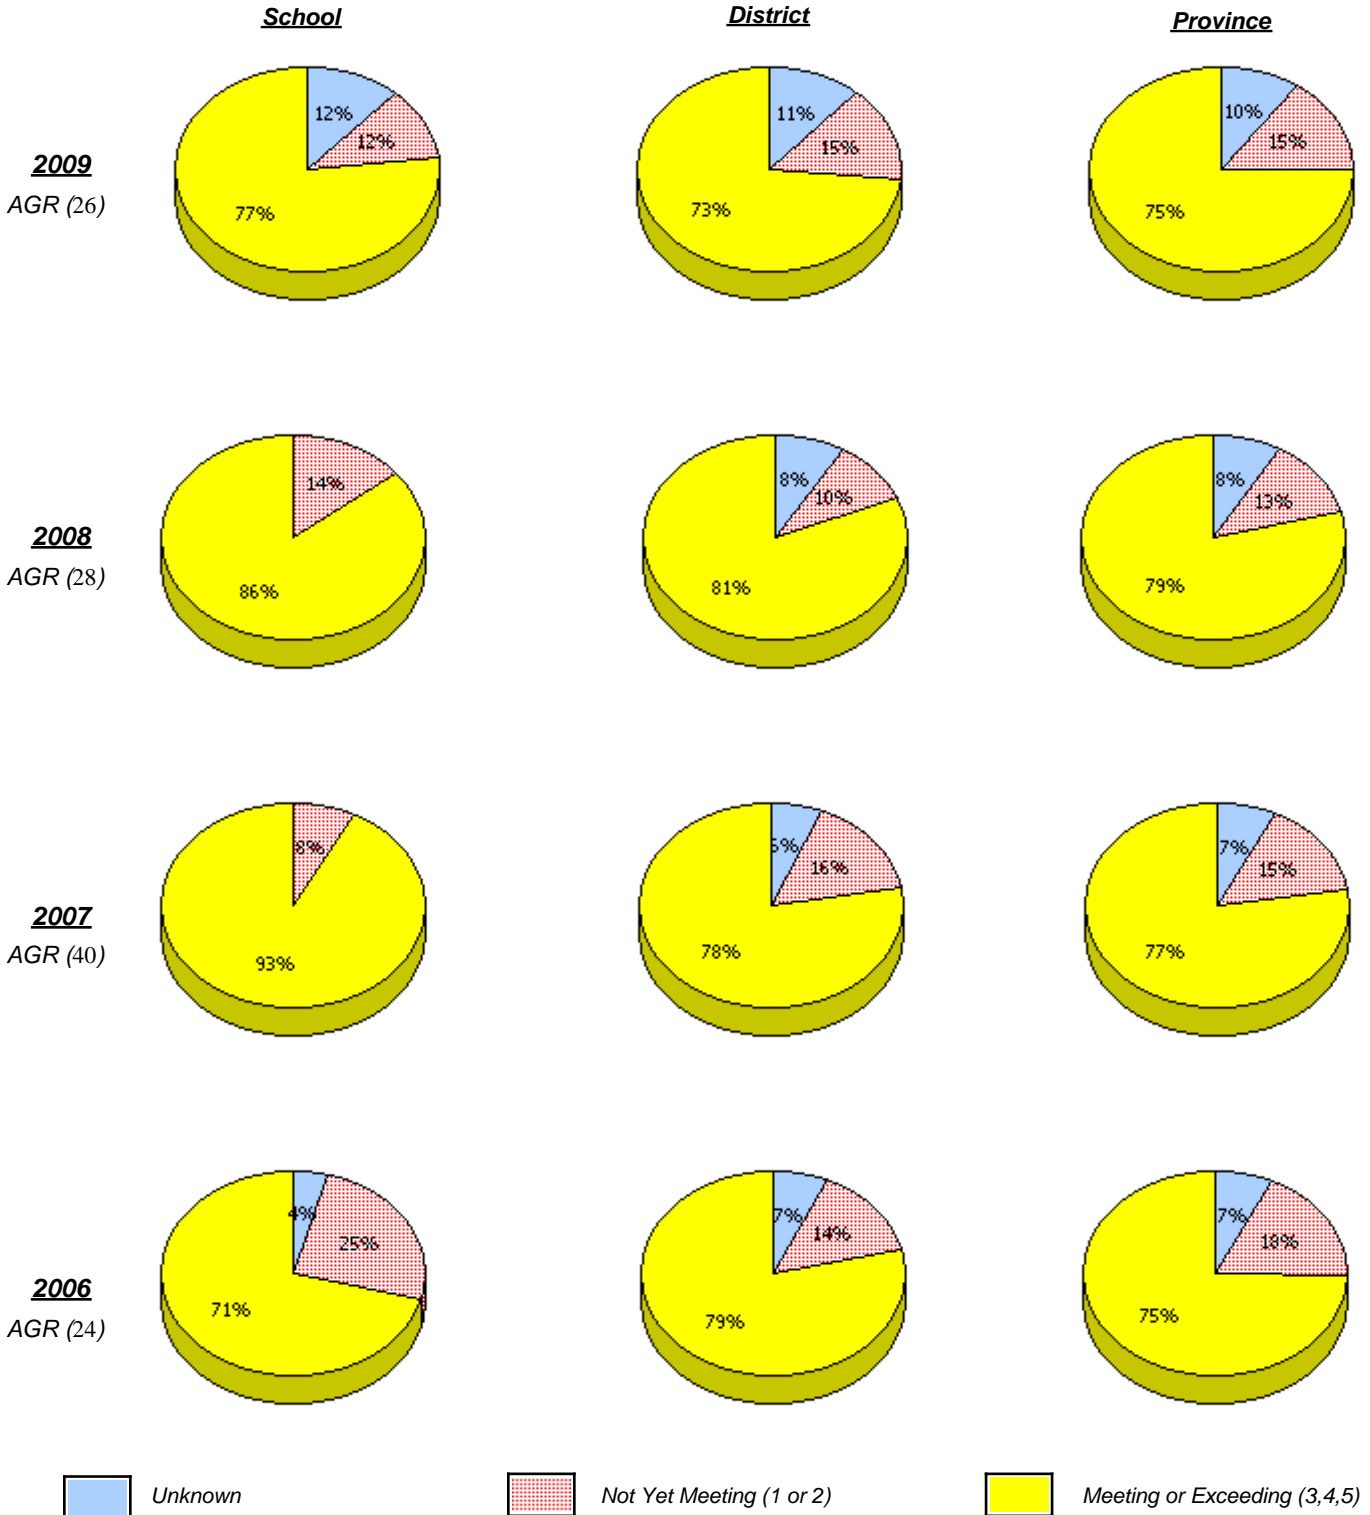 School District Province
2009
AGR (26)
12% 12% 77%
11% 15% 73%
10% 15% 75%
2008
AGR (28)
14% 86%
8% 10% 81%
8% 13% 79%
2007
AGR (40)
8% 93%
16% 78%
7% 15% 77%
2006
AGR (24)
4% 25% 71%
7% 14% 79%
7% 18% 75%
Unknown Not Yet Meeting (1 or 2) Meeting or Exceeding (3,4,5)